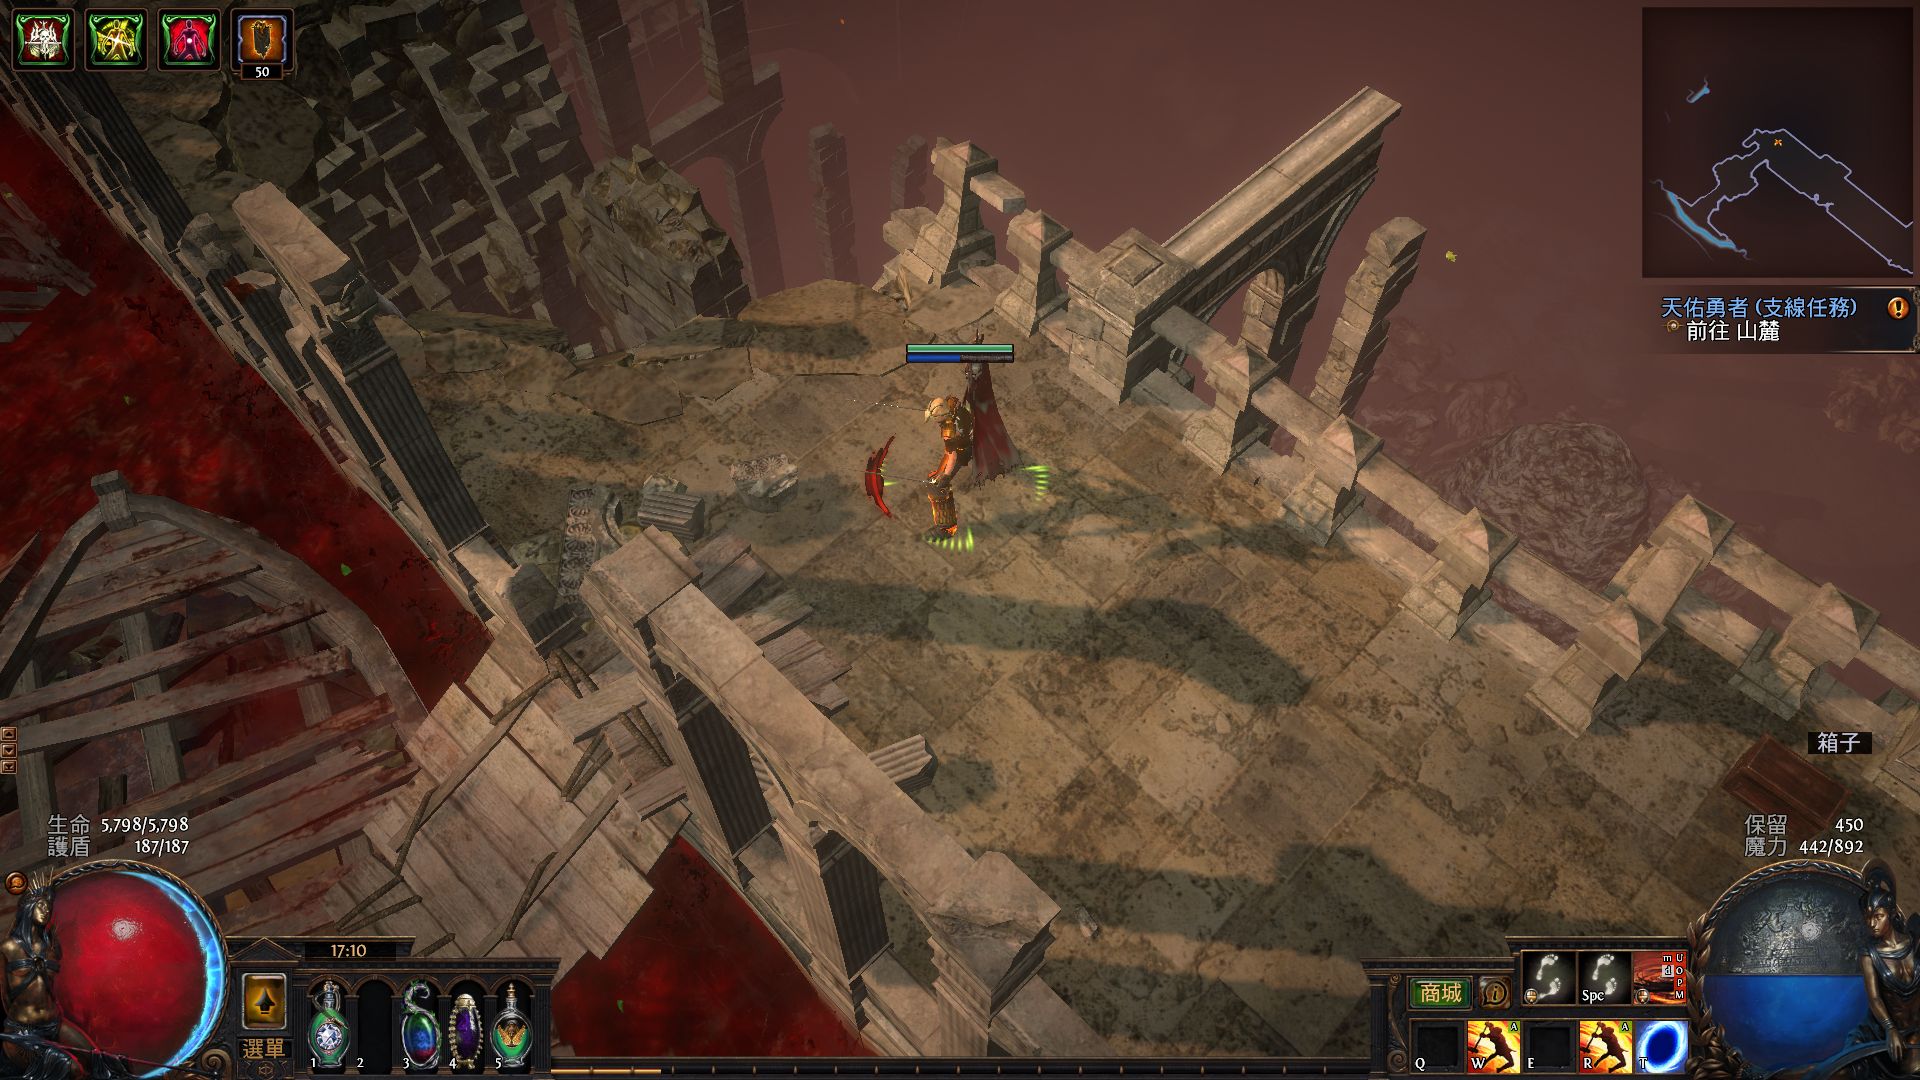 50
天佑勇者 (支線任務)
前往 山麓
箱子
生命 5,798/5,798
護盾 187/187
保留 450
魔力 442/892
17:10
選單
1 2 3 4 5
商城
Spc
m U
d O
P
M
A A
Q W E R T